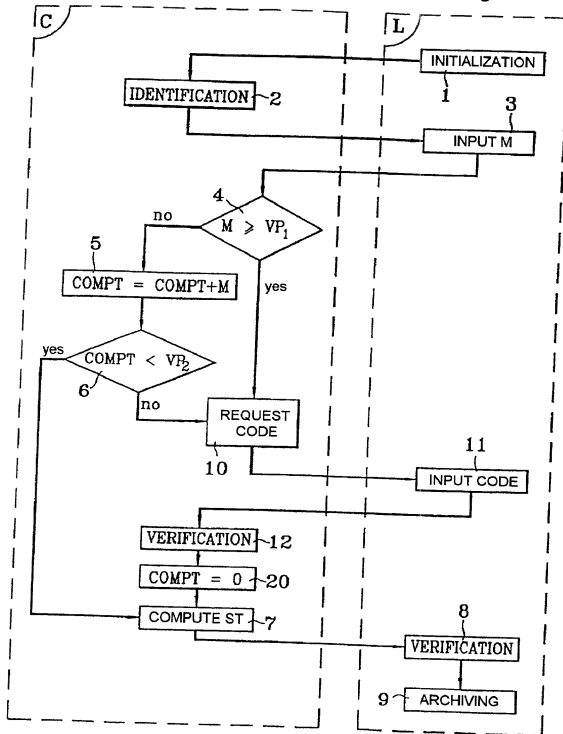 C
L
INITIALIZATION
1
IDENTIFICATION
2
3
INPUT M
4
no
M ⩾ VP₁
5
COMPT = COMPT+M
yes
yes
COMPT < VP₂
6
no
REQUEST
CODE
10
11
INPUT CODE
VERIFICATION
12
COMPT = 0
20
COMPUTE ST
7
8
VERIFICATION
9
ARCHIVING